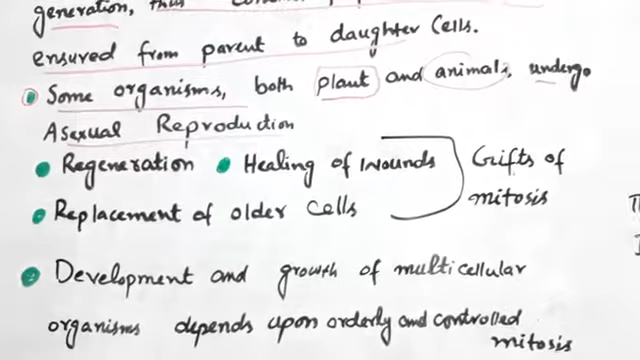 generation, thus
ensured from parent to daughter Cells.
Some organisms, both plant and animals, undergo
Asexual Reproduction
Regeneration Healing of Wounds
Replacement of older Cells
Gifts of
mitosis
Development and growth of multicellular
organisms depends upon orderly and controlled
mitosis